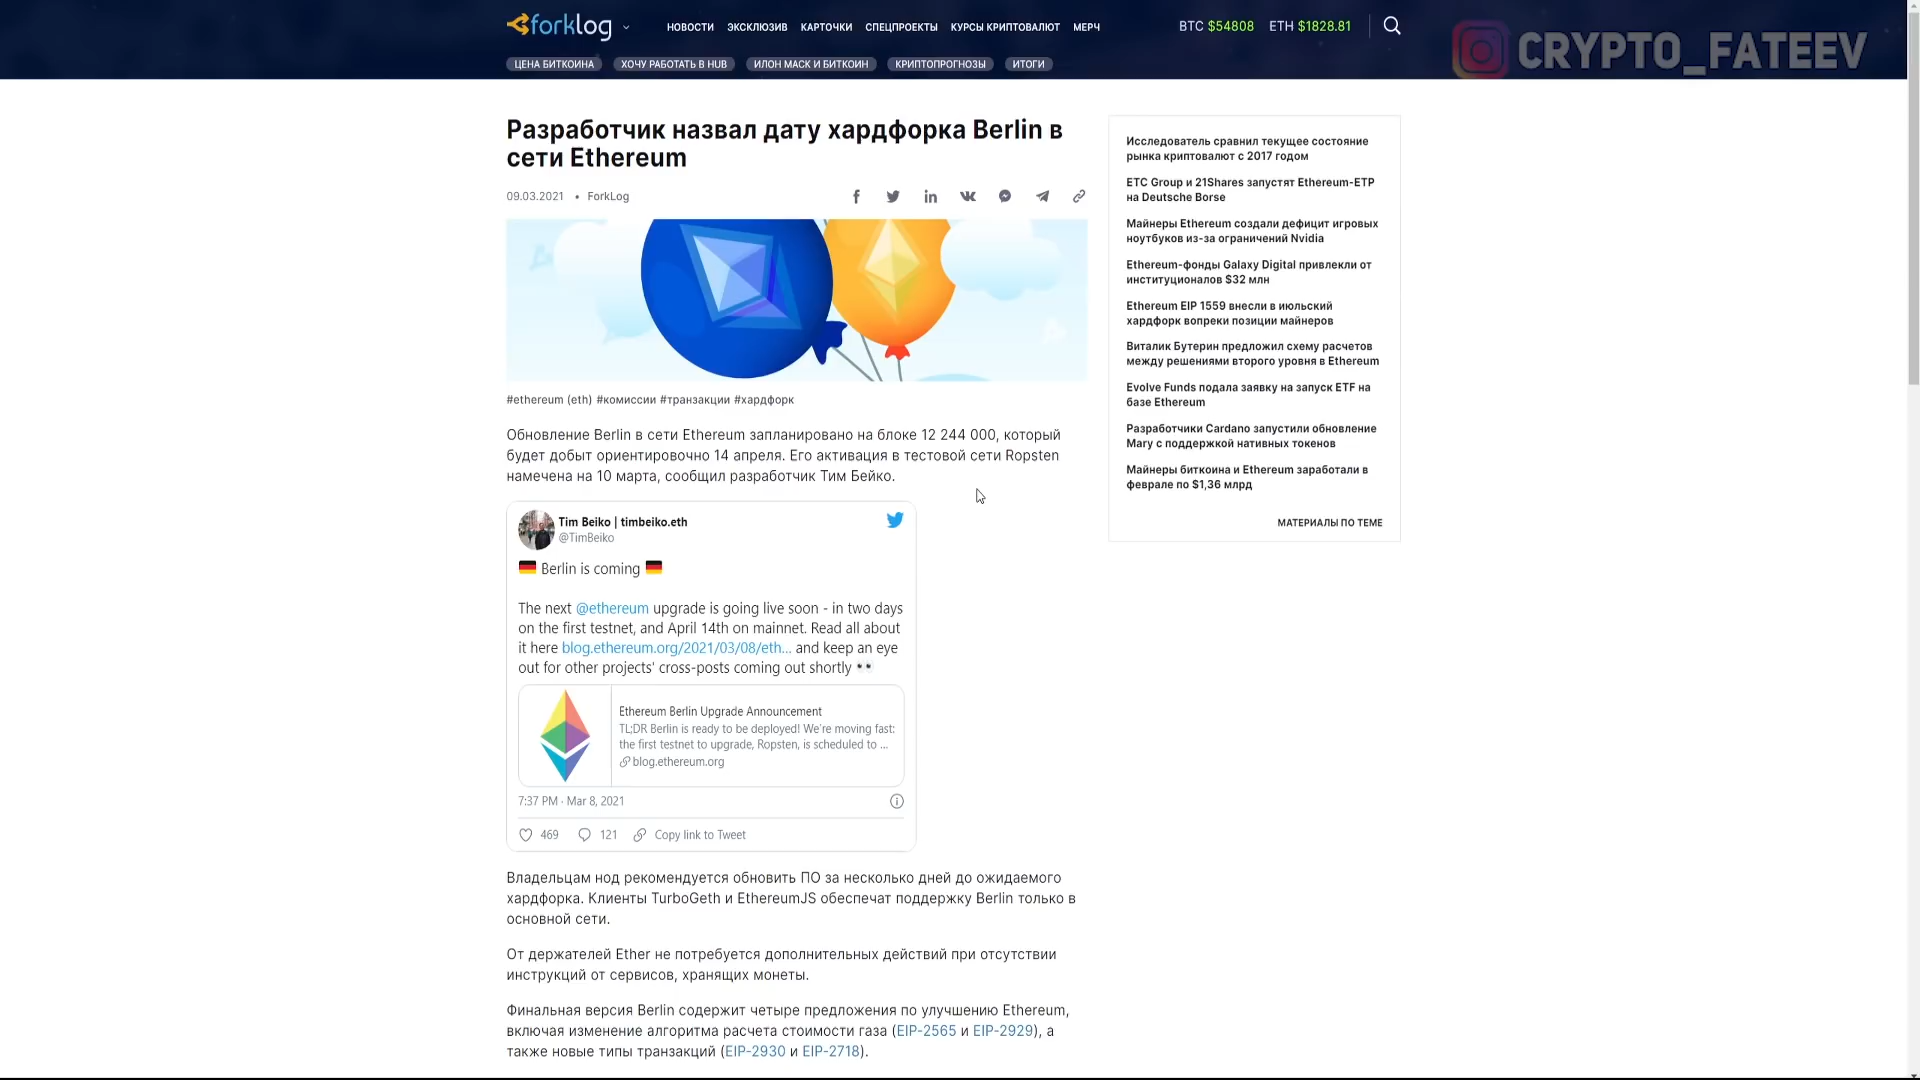 forklog
НОВОСТИ ЭКСКЛЮЗИВ КАРТОЧКИ СПЕЦПРОЕКТЫ КУРСЫ КРИПТОВАЛЮТ МЕРЧ
BTC $54808 ETH $1828.81
CRYPTO_FATEEV
ЦЕНА БИТКОИНА ХОЧУ РАБОТАТЬ В HUB ИЛОН МАСК И БИТКОИН КРИПТОПРОГНОЗЫ ИТОГИ
Разработчик назвал дату хардфорка Berlin в
сети Ethereum
09.03.2021 • ForkLog
#ethereum (eth) #комиссии #транзакции #хардфорк
Обновление Berlin в сети Ethereum запланировано на блоке 12 244 000, который
будет добыт ориентировочно 14 апреля. Его активация в тестовой сети Ropsten
намечена на 10 марта, сообщил разработчик Тим Бейко.
Tim Beiko | timbeiko.eth
@TimBeiko
🇩🇪 Berlin is coming 🇩🇪
The next @ethereum upgrade is going live soon - in two days
on the first testnet, and April 14th on mainnet. Read all about
it here blog.ethereum.org/2021/03/08/eth... and keep an eye
out for other projects' cross-posts coming out shortly 👀
Ethereum Berlin Upgrade Announcement
TL;DR Berlin is ready to be deployed! We're moving fast:
the first testnet to upgrade, Ropsten, is scheduled to ...
blog.ethereum.org
7:37 PM · Mar 8, 2021
469 121 Copy link to Tweet
Владельцам нод рекомендуется обновить ПО за несколько дней до ожидаемого
хардфорка. Клиенты TurboGeth и EthereumJS обеспечат поддержку Berlin только в
основной сети.
От держателей Ether не потребуется дополнительных действий при отсутствии
инструкций от сервисов, хранящих монеты.
Финальная версия Berlin содержит четыре предложения по улучшению Ethereum,
включая изменение алгоритма расчета стоимости газа (EIP-2565 и EIP-2929), а
также новые типы транзакций (EIP-2930 и EIP-2718).
Исследователь сравнил текущее состояние
рынка криптовалют с 2017 годом
ETC Group и 21Shares запустят Ethereum-ETP
на Deutsche Borse
Майнеры Ethereum создали дефицит игровых
ноутбуков из-за ограничений Nvidia
Ethereum-фонды Galaxy Digital привлекли от
институционалов $32 млн
Ethereum EIP 1559 внесли в июльский
хардфорк вопреки позиции майнеров
Виталик Бутерин предложил схему расчетов
между решениями второго уровня в Ethereum
Evolve Funds подала заявку на запуск ETF на
базе Ethereum
Разработчики Cardano запустили обновление
Mary с поддержкой нативных токенов
Майнеры биткоина и Ethereum заработали в
феврале по $1,36 млрд
МАТЕРИАЛЫ ПО ТЕМЕ